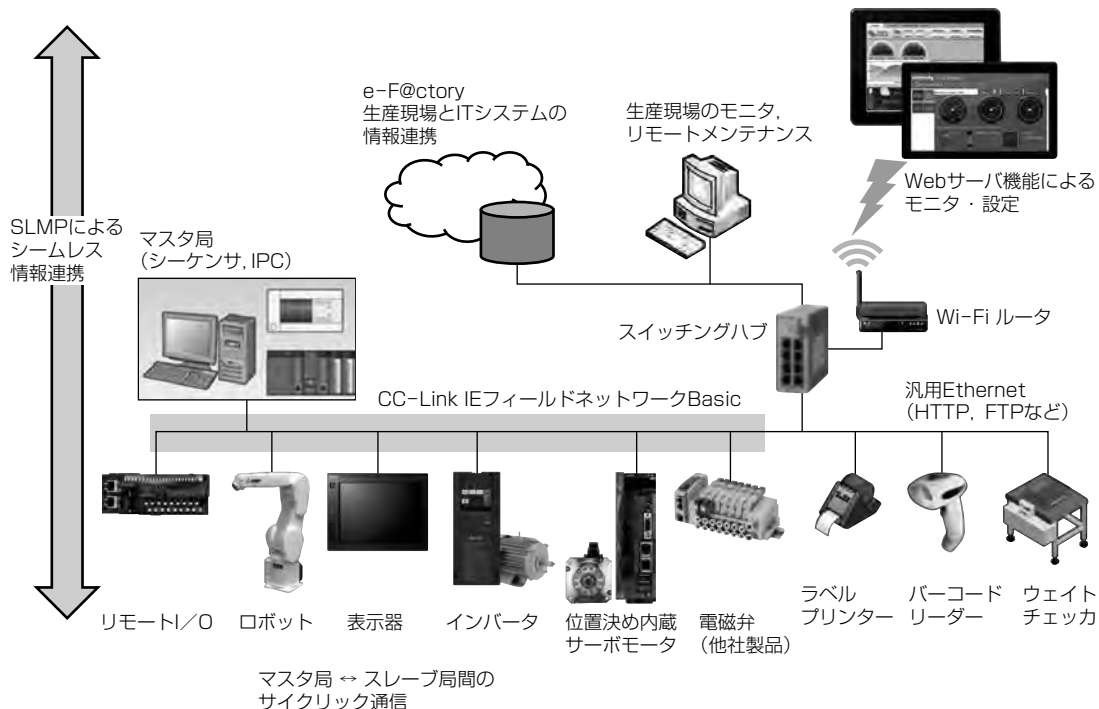 e-F@ctory
生産現場とITシステムの
情報連携
生産現場のモニタ,
リモートメンテナンス
Webサーバ機能による
モニタ・設定
SLMPによる
シームレス
情報連携
マスタ局
(シーケンサ, IPC)
スイッチングハブ
Wi-Fi ルータ
CC-Link IEフィールドネットワークBasic
汎用Ethernet
(HTTP, FTPなど)
リモートI/O
ロボット
表示器
インバータ
位置決め内蔵
サーボモータ
電磁弁
(他社製品)
ラベル
プリンター
バーコード
リーダー
ウェイト
チェッカ
マスタ局 ↔ スレーブ局間の
サイクリック通信